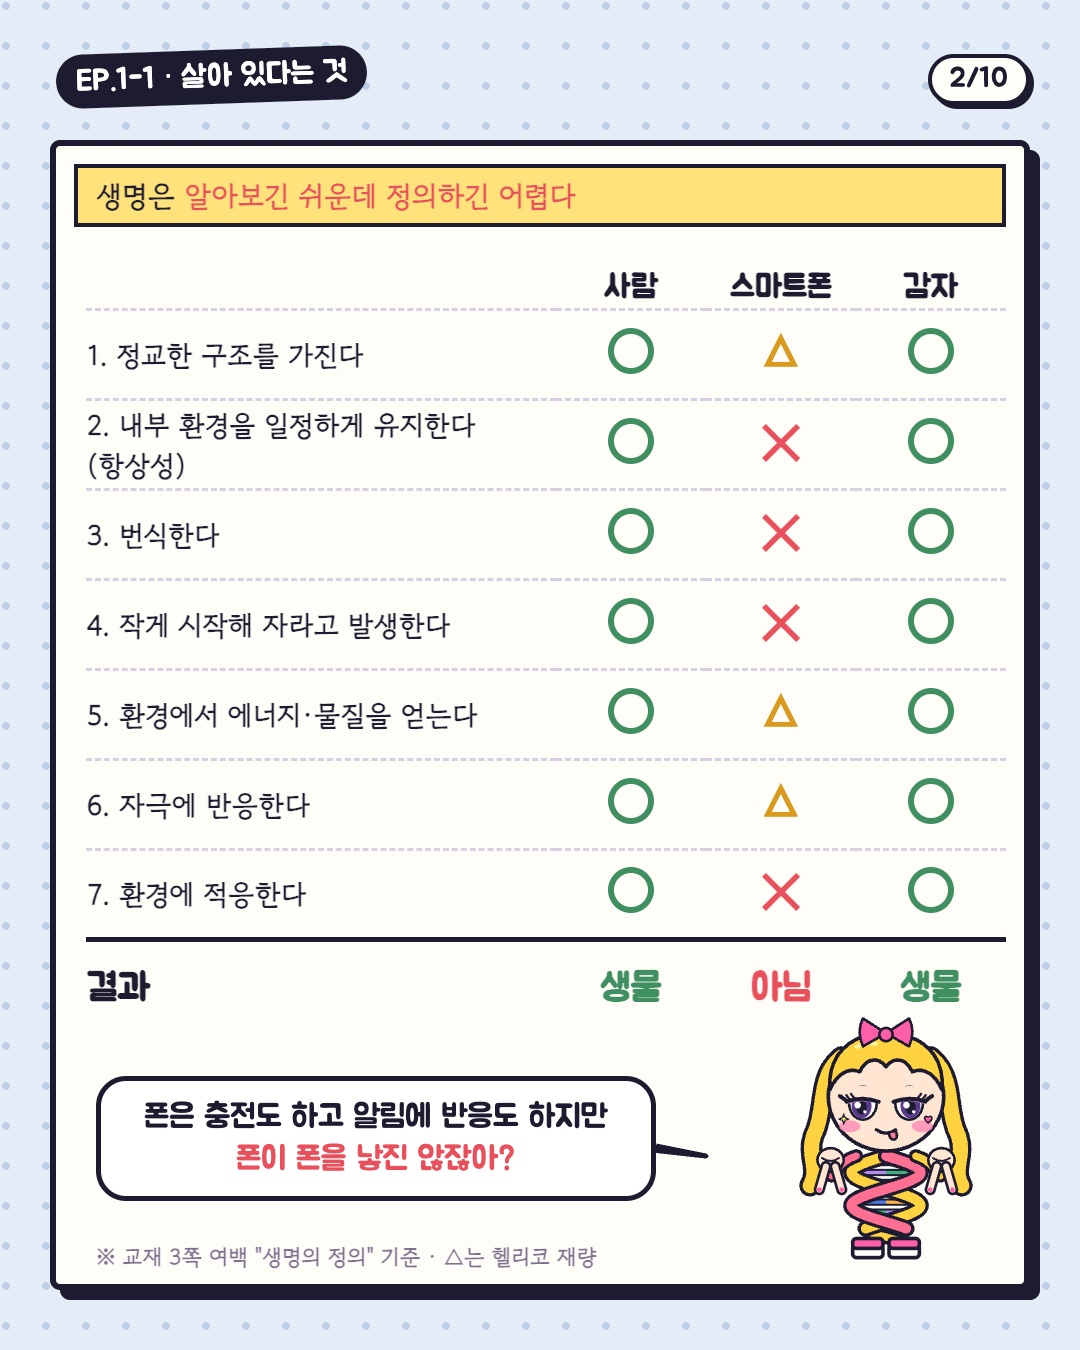 EP.1-1 · 살아 있다는 것
2/10
생명은 알아보긴 쉬운데 정의하긴 어렵다
사람 스마트폰 감자
1. 정교한 구조를 가진다 ○ △ ○
2. 내부 환경을 일정하게 유지한다
(항상성) ○ × ○
3. 번식한다 ○ × ○
4. 작게 시작해 자라고 발생한다 ○ × ○
5. 환경에서 에너지·물질을 얻는다 ○ △ ○
6. 자극에 반응한다 ○ △ ○
7. 환경에 적응한다 ○ × ○
결과 생물 아님 생물
폰은 충전도 하고 알림에 반응도 하지만
폰이 폰을 낳진 않잖아?
※ 교재 3쪽 여백 "생명의 정의" 기준 · △는 헬리코 재량